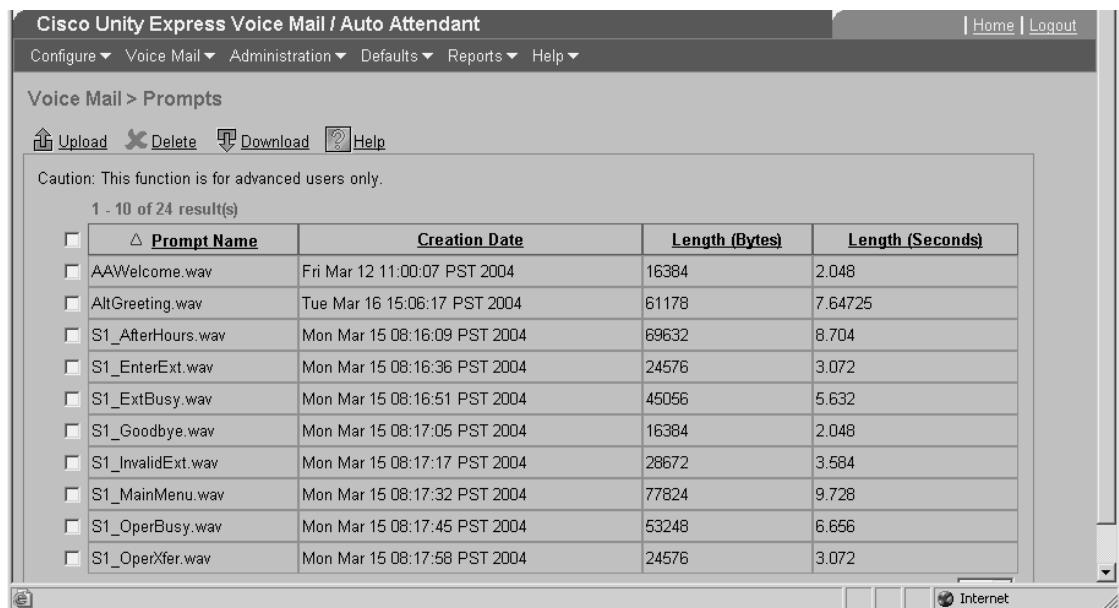 Cisco Unity Express Voice Mail / Auto Attendant | Home | Logout
Configure Voice Mail Administration Defaults Reports Help
Voice Mail > Prompts
Upload Delete Download Help
Caution: This function is for advanced users only.
1 - 10 of 24 result(s)
Prompt Name Creation Date Length (Bytes) Length (Seconds)
AAWelcome.wav Fri Mar 12 11:00:07 PST 2004 16384 2.048
AltGreeting.wav Tue Mar 16 15:06:17 PST 2004 61178 7.64725
S1_AfterHours.wav Mon Mar 15 08:16:09 PST 2004 69632 8.704
S1_EnterExt.wav Mon Mar 15 08:16:36 PST 2004 24576 3.072
S1_ExtBusy.wav Mon Mar 15 08:16:51 PST 2004 45056 5.632
S1_Goodbye.wav Mon Mar 15 08:17:05 PST 2004 16384 2.048
S1_InvalidExt.wav Mon Mar 15 08:17:17 PST 2004 28672 3.584
S1_MainMenu.wav Mon Mar 15 08:17:32 PST 2004 77824 9.728
S1_OperBusy.wav Mon Mar 15 08:17:45 PST 2004 53248 6.656
S1_OperXfer.wav Mon Mar 15 08:17:58 PST 2004 24576 3.072
Internet